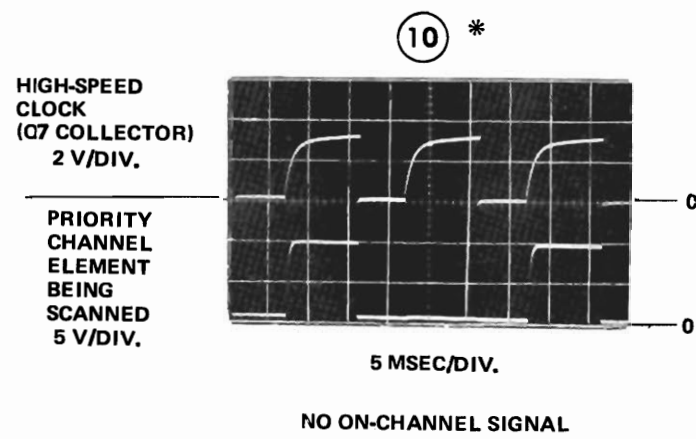 10 *
HIGH-SPEED
CLOCK
(Q7 COLLECTOR)
2 V/DIV.
PRIORITY
CHANNEL
ELEMENT
BEING
SCANNED
5 V/DIV.
C
0
5 MSEC/DIV.
NO ON-CHANNEL SIGNAL